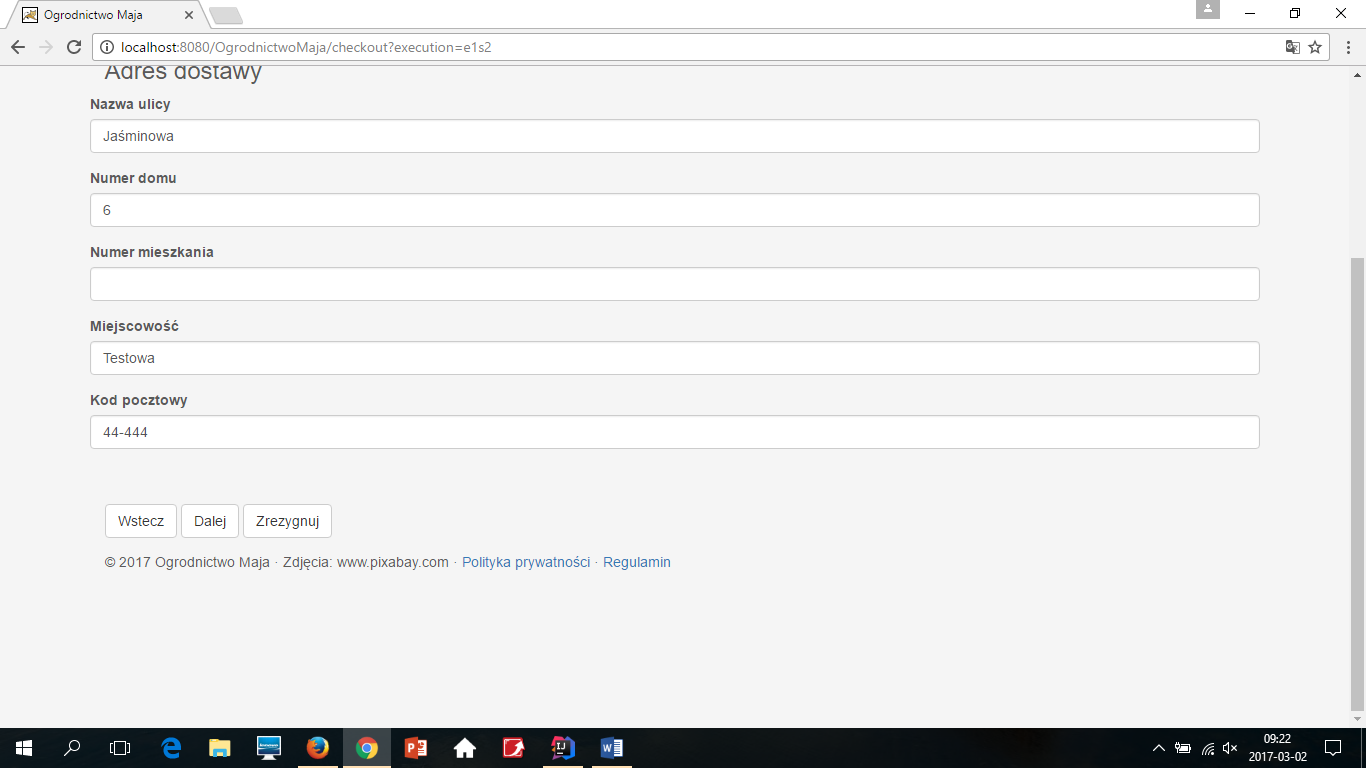 Ogrodnictwo Maja
localhost:8080/OgrodnictwoMaja/checkout?execution=e1s2
Adres dostawy
Nazwa ulicy
Jaśminowa
Numer domu
6
Numer mieszkania
Miejscowość
Testowa
Kod pocztowy
44-444
Wstecz Dalej Zrezygnuj
© 2017 Ogrodnictwo Maja · Zdjęcia: www.pixabay.com · Polityka prywatności · Regulamin
09:22
2017-03-02